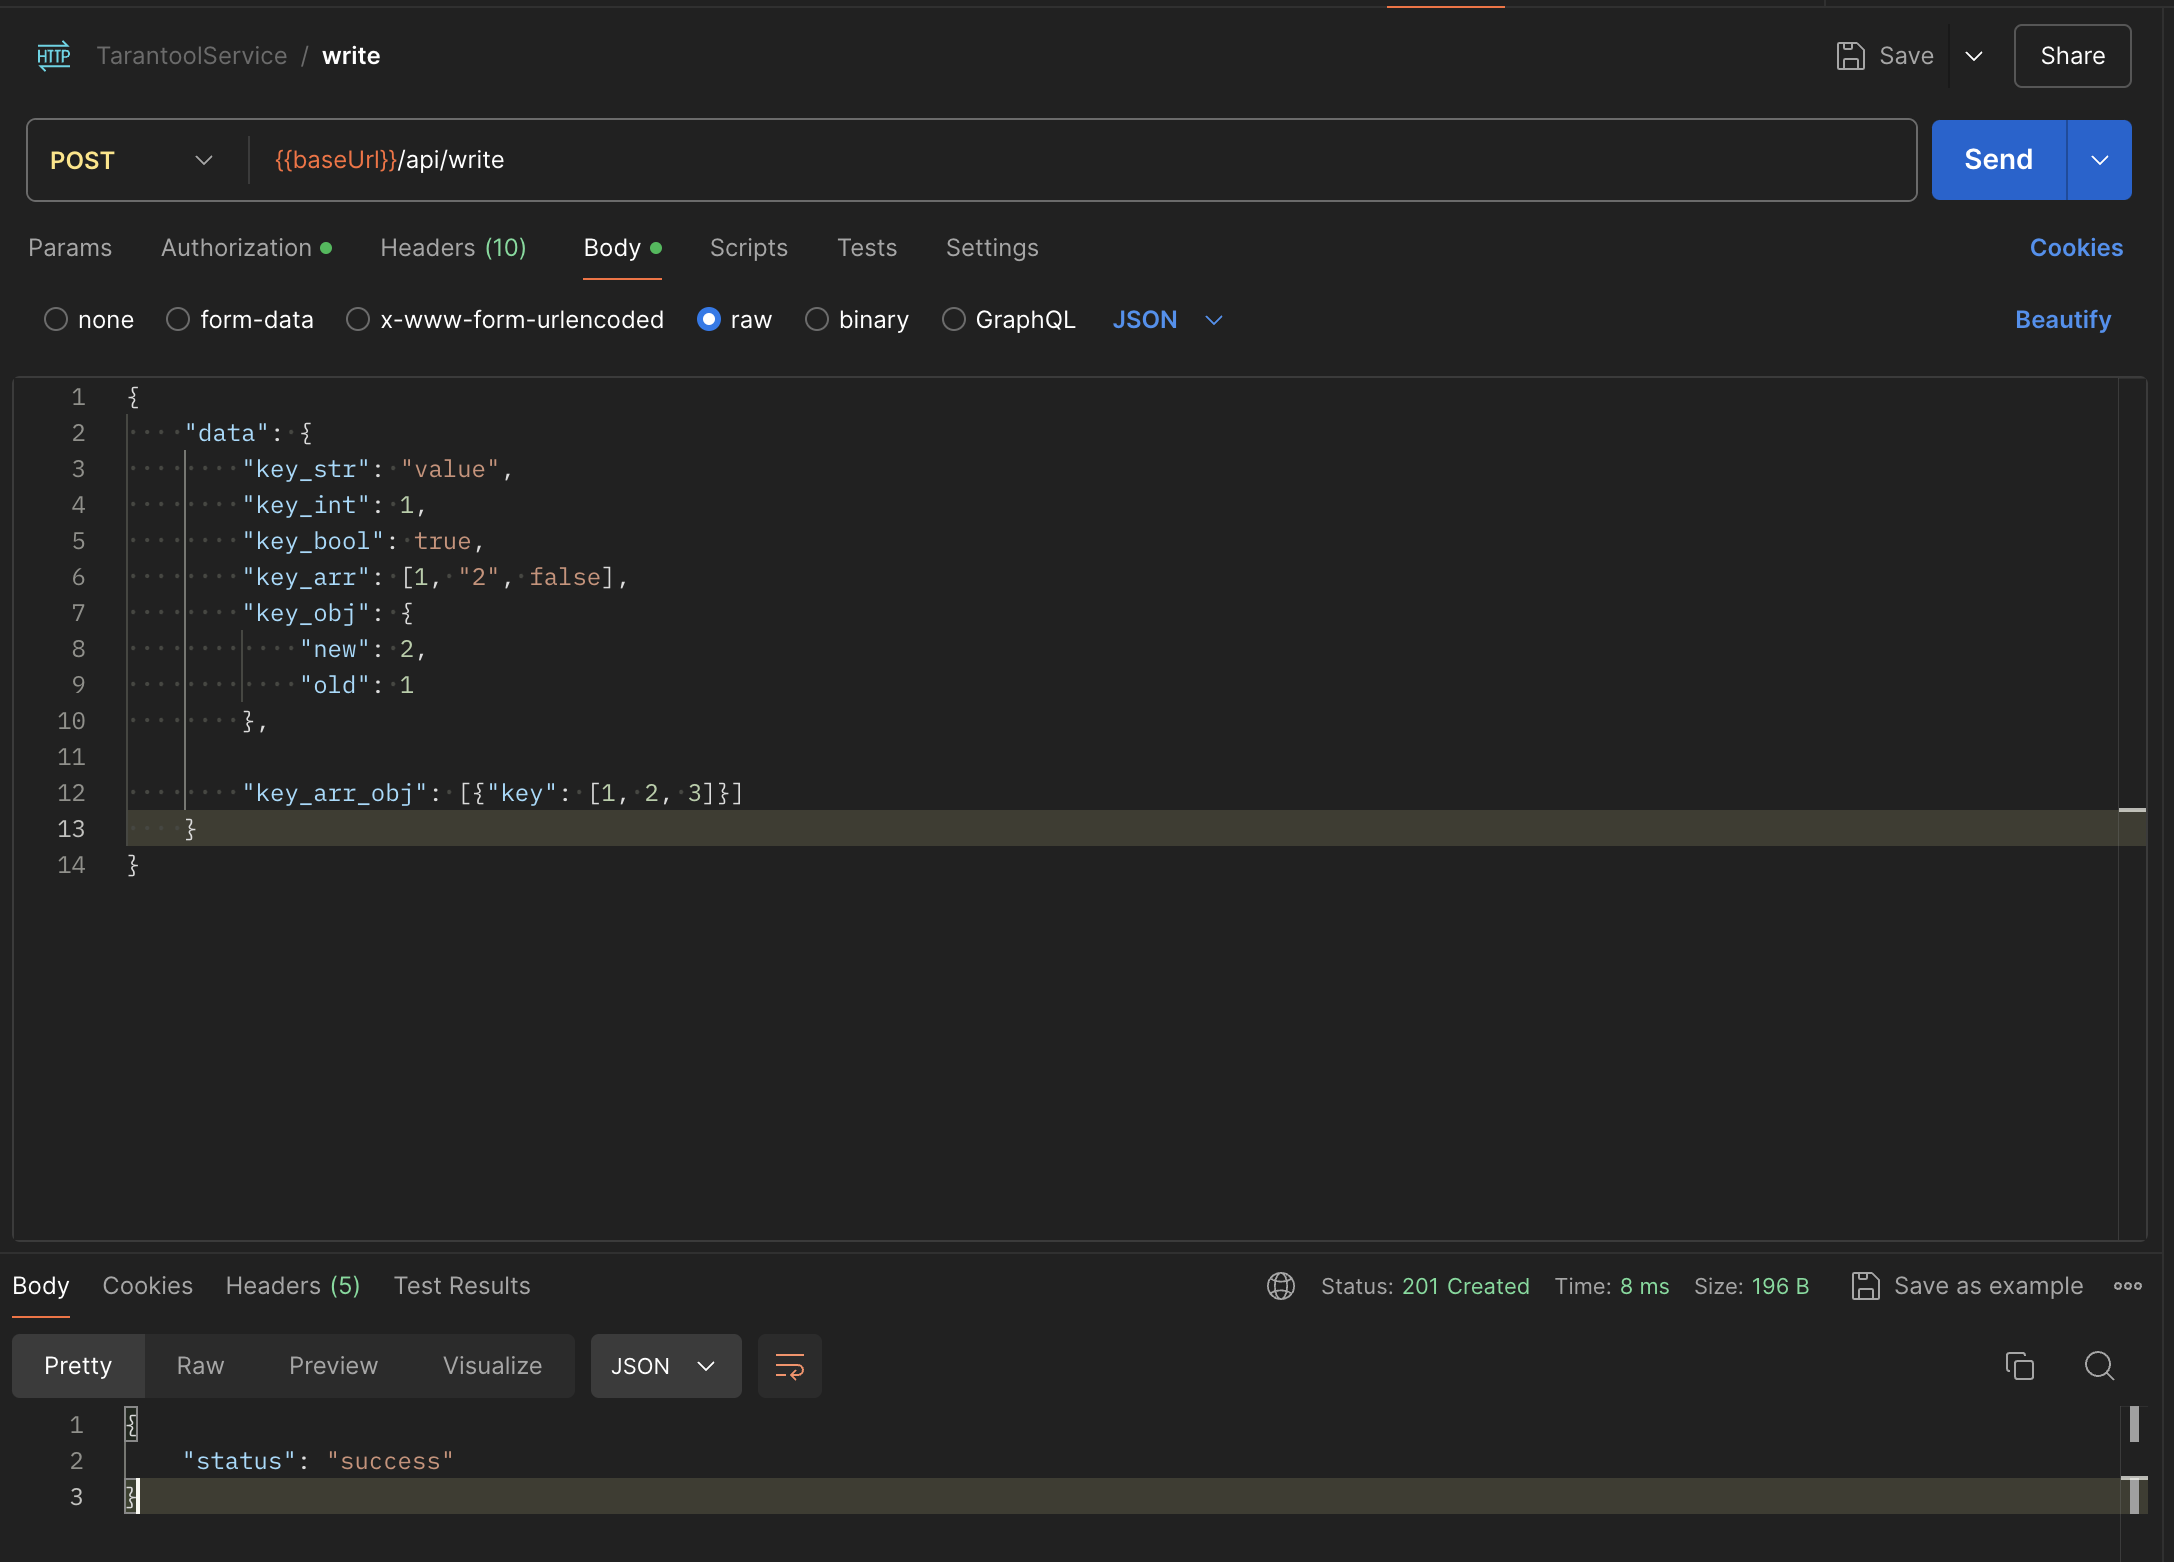 HTTP TarantoolService / write Save Share
POST {{baseUrl}}/api/write Send
Params Authorization Headers (10) Body Scripts Tests Settings Cookies
none form-data x-www-form-urlencoded raw binary GraphQL JSON Beautify
1 {
2 "data": {
3 "key_str": "value",
4 "key_int": 1,
5 "key_bool": true,
6 "key_arr": [1, "2", false],
7 "key_obj": {
8 "new": 2,
9 "old": 1
10 },
11
12 "key_arr_obj": [{"key": [1, 2, 3]}]
13 }
14 }
Body Cookies Headers (5) Test Results Status: 201 Created Time: 8 ms Size: 196 B Save as example
Pretty Raw Preview Visualize JSON
1 {
2 "status": "success"
3 }